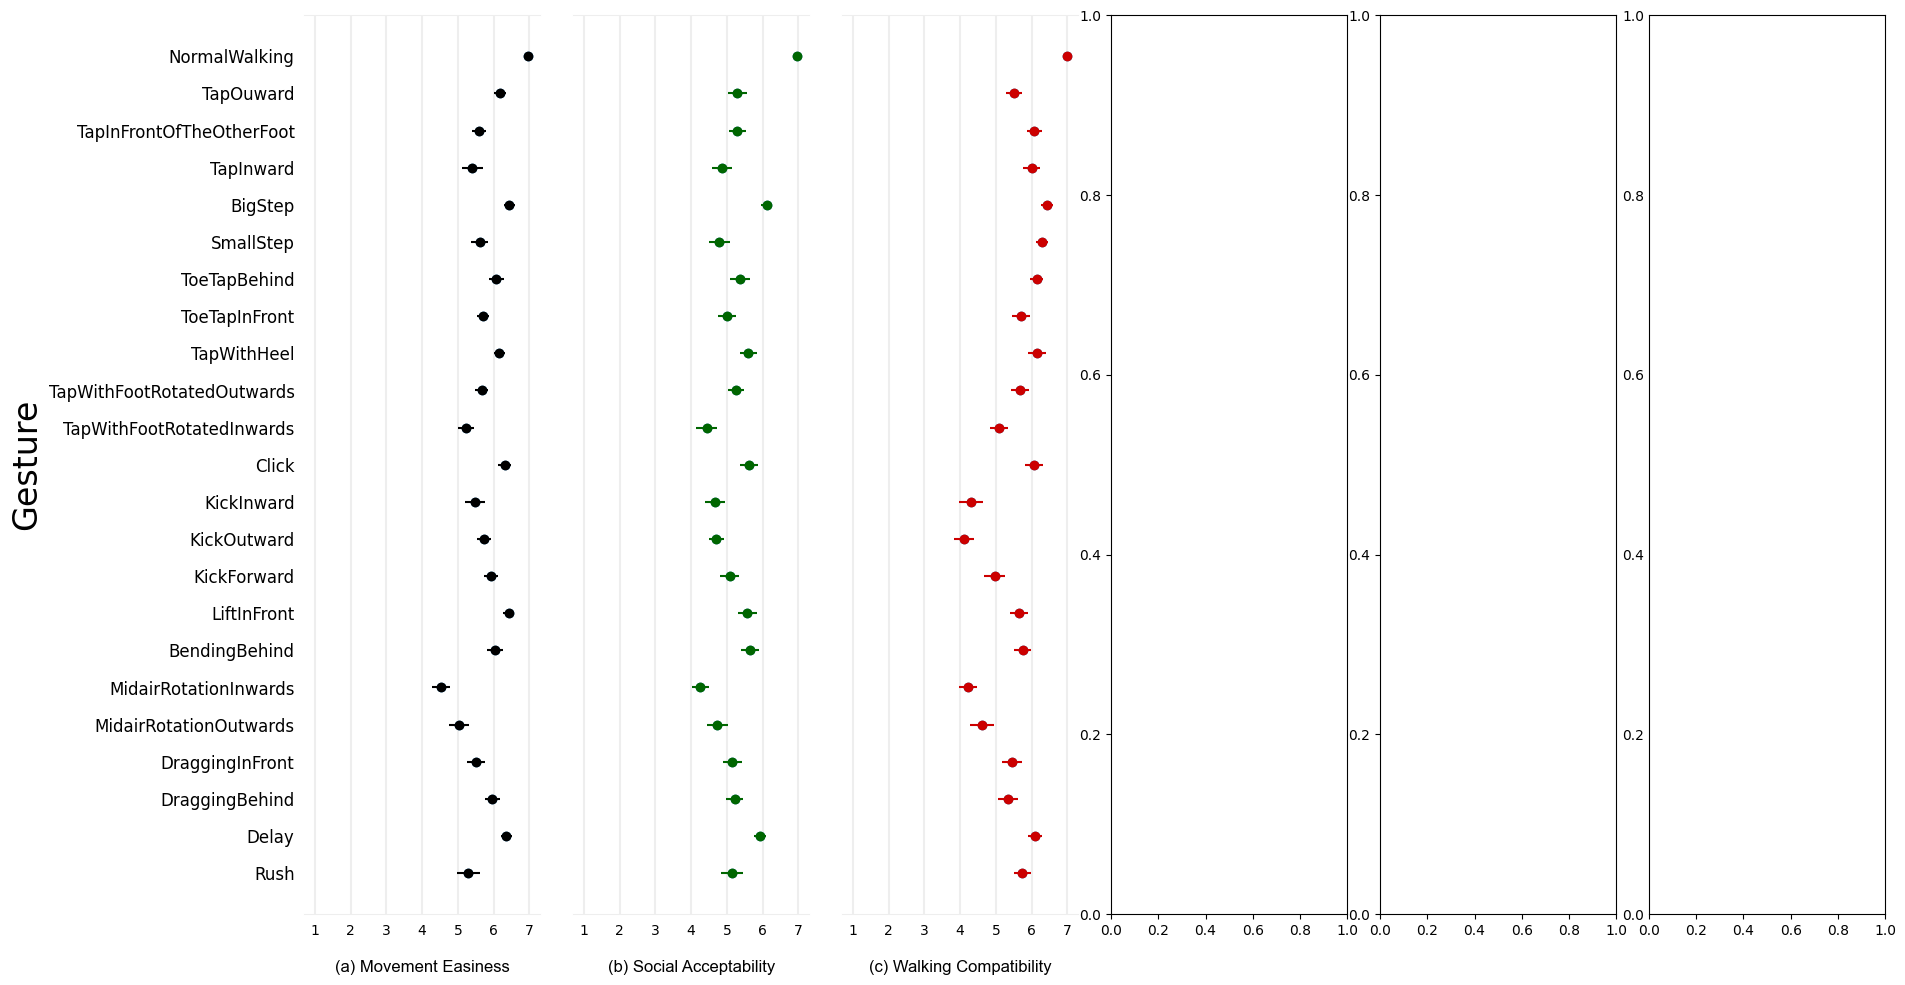 Gesture
NormalWalking
TapOuward
TapInFrontOfTheOtherFoot
TapInward
BigStep
SmallStep
ToeTapBehind
ToeTapInFront
TapWithHeel
TapWithFootRotatedOutwards
TapWithFootRotatedInwards
Click
KickInward
KickOutward
KickForward
LiftInFront
BendingBehind
MidairRotationInwards
MidairRotationOutwards
DraggingInFront
DraggingBehind
Delay
Rush
1 2 3 4 5 6 7
(a) Movement Easiness
1 2 3 4 5 6 7
(b) Social Acceptability
1 2 3 4 5 6 7
(c) Walking Compatibility
1.0
0.8
0.6
0.4
0.2
0.0
0.0 0.2 0.4 0.6 0.8 1.0
1.0
0.8
0.6
0.4
0.2
0.0
0.0 0.2 0.4 0.6 0.8 1.0
1.0
0.8
0.6
0.4
0.2
0.0
0.0 0.2 0.4 0.6 0.8 1.0